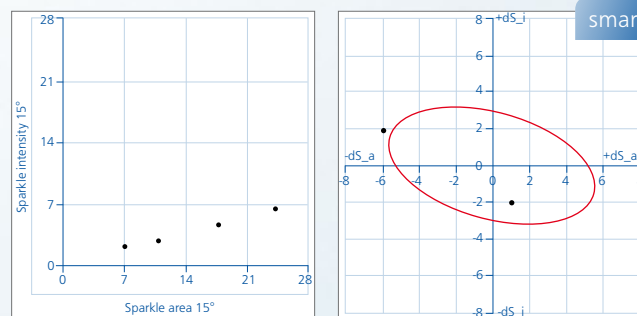 28
21
14
7
0
0 7 14 21 28
Sparkle intensity 15°
Sparkle area 15°
smar
8 +dS_i
6
4
2
-dS_a 0 +dS_a
-8 -6 -4 -2 0 2 4 6
-2
-4
-6
-8 -dS_i